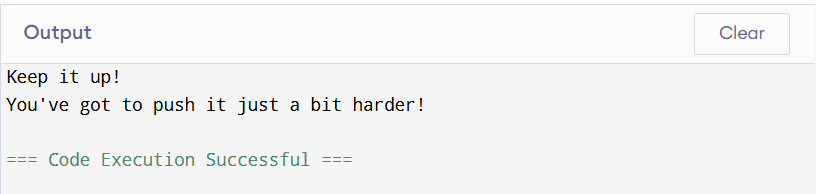 Output
Clear
Keep it up!
You've got to push it just a bit harder!
=== Code Execution Successful ===